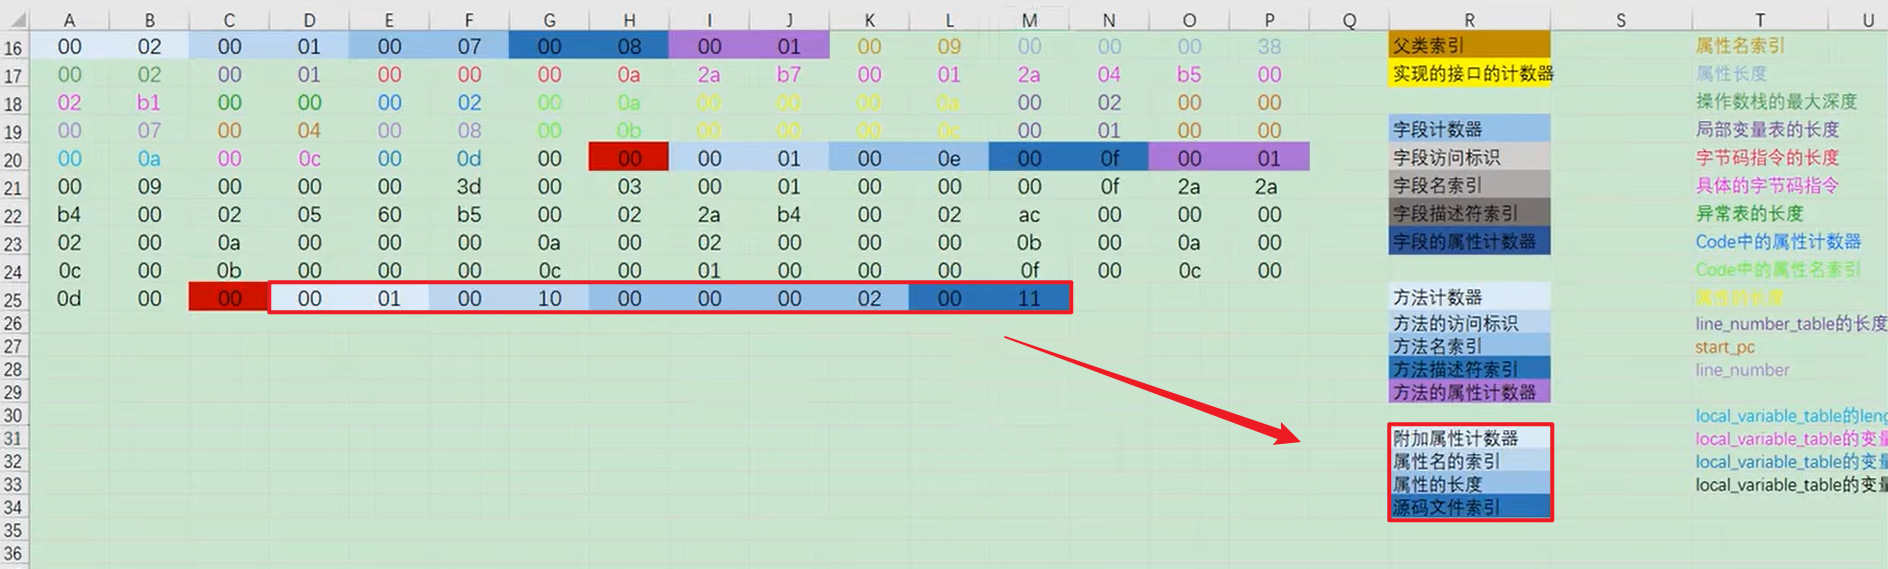 A B C D E F G H I J K L M N O P Q R S T U
16 00 02 00 01 00 07 00 08 00 01 00 09 00 00 00 38 父类索引 属性名索引
17 00 02 00 01 00 00 00 0a 2a b7 00 01 2a 04 b5 00 实现的接口的计数器 属性长度
18 02 b1 00 00 00 02 00 0a 00 00 00 0a 00 02 00 00 操作数栈的最大深度
19 00 07 00 04 00 08 00 0b 00 00 00 0c 00 01 00 00 字段计数器 局部变量表的长度
20 00 0a 00 0c 00 0d 00 00 00 01 00 0e 00 0f 00 01 字段访问标识 字节码指令的长度
21 00 09 00 00 00 3d 00 03 00 01 00 00 00 0f 2a 2a 字段名索引 具体的字节码指令
22 b4 00 02 05 60 b5 00 02 2a b4 00 02 ac 00 00 00 字段描述符索引 异常表的长度
23 02 00 0a 00 00 00 0a 00 02 00 00 00 0b 00 0a 00 字段的属性计数器 Code中的属性计数器
24 0c 00 0b 00 00 00 0c 00 01 00 00 00 0f 00 0c 00 Code中的属性名索引
25 0d 00 00 00 01 00 10 00 00 00 02 00 11 方法计数器 属性的长度
26 方法的访问标识 line_number_table的长度
27 方法名索引 start_pc
28 方法描述符索引 line_number
29 方法的属性计数器
30 local_variable_table的leng
31 附加属性计数器 local_variable_table的变
32 属性名的索引 local_variable_table的变
33 属性的长度 local_variable_table的变
34 源码文件索引
35
36